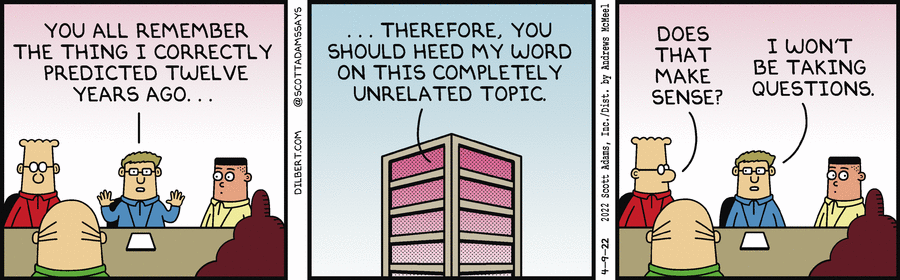 YOU ALL REMEMBER
THE THING I CORRECTLY
PREDICTED TWELVE
YEARS AGO...
DILBERT.COM @SCOTTADAMSSAYS
...THEREFORE, YOU
SHOULD HEED MY WORD
ON THIS COMPLETELY
UNRELATED TOPIC.
4-9-22 2022 Scott Adams, Inc./Dist. by Andrews McMeel
DOES
THAT
MAKE
SENSE?
I WON'T
BE TAKING
QUESTIONS.